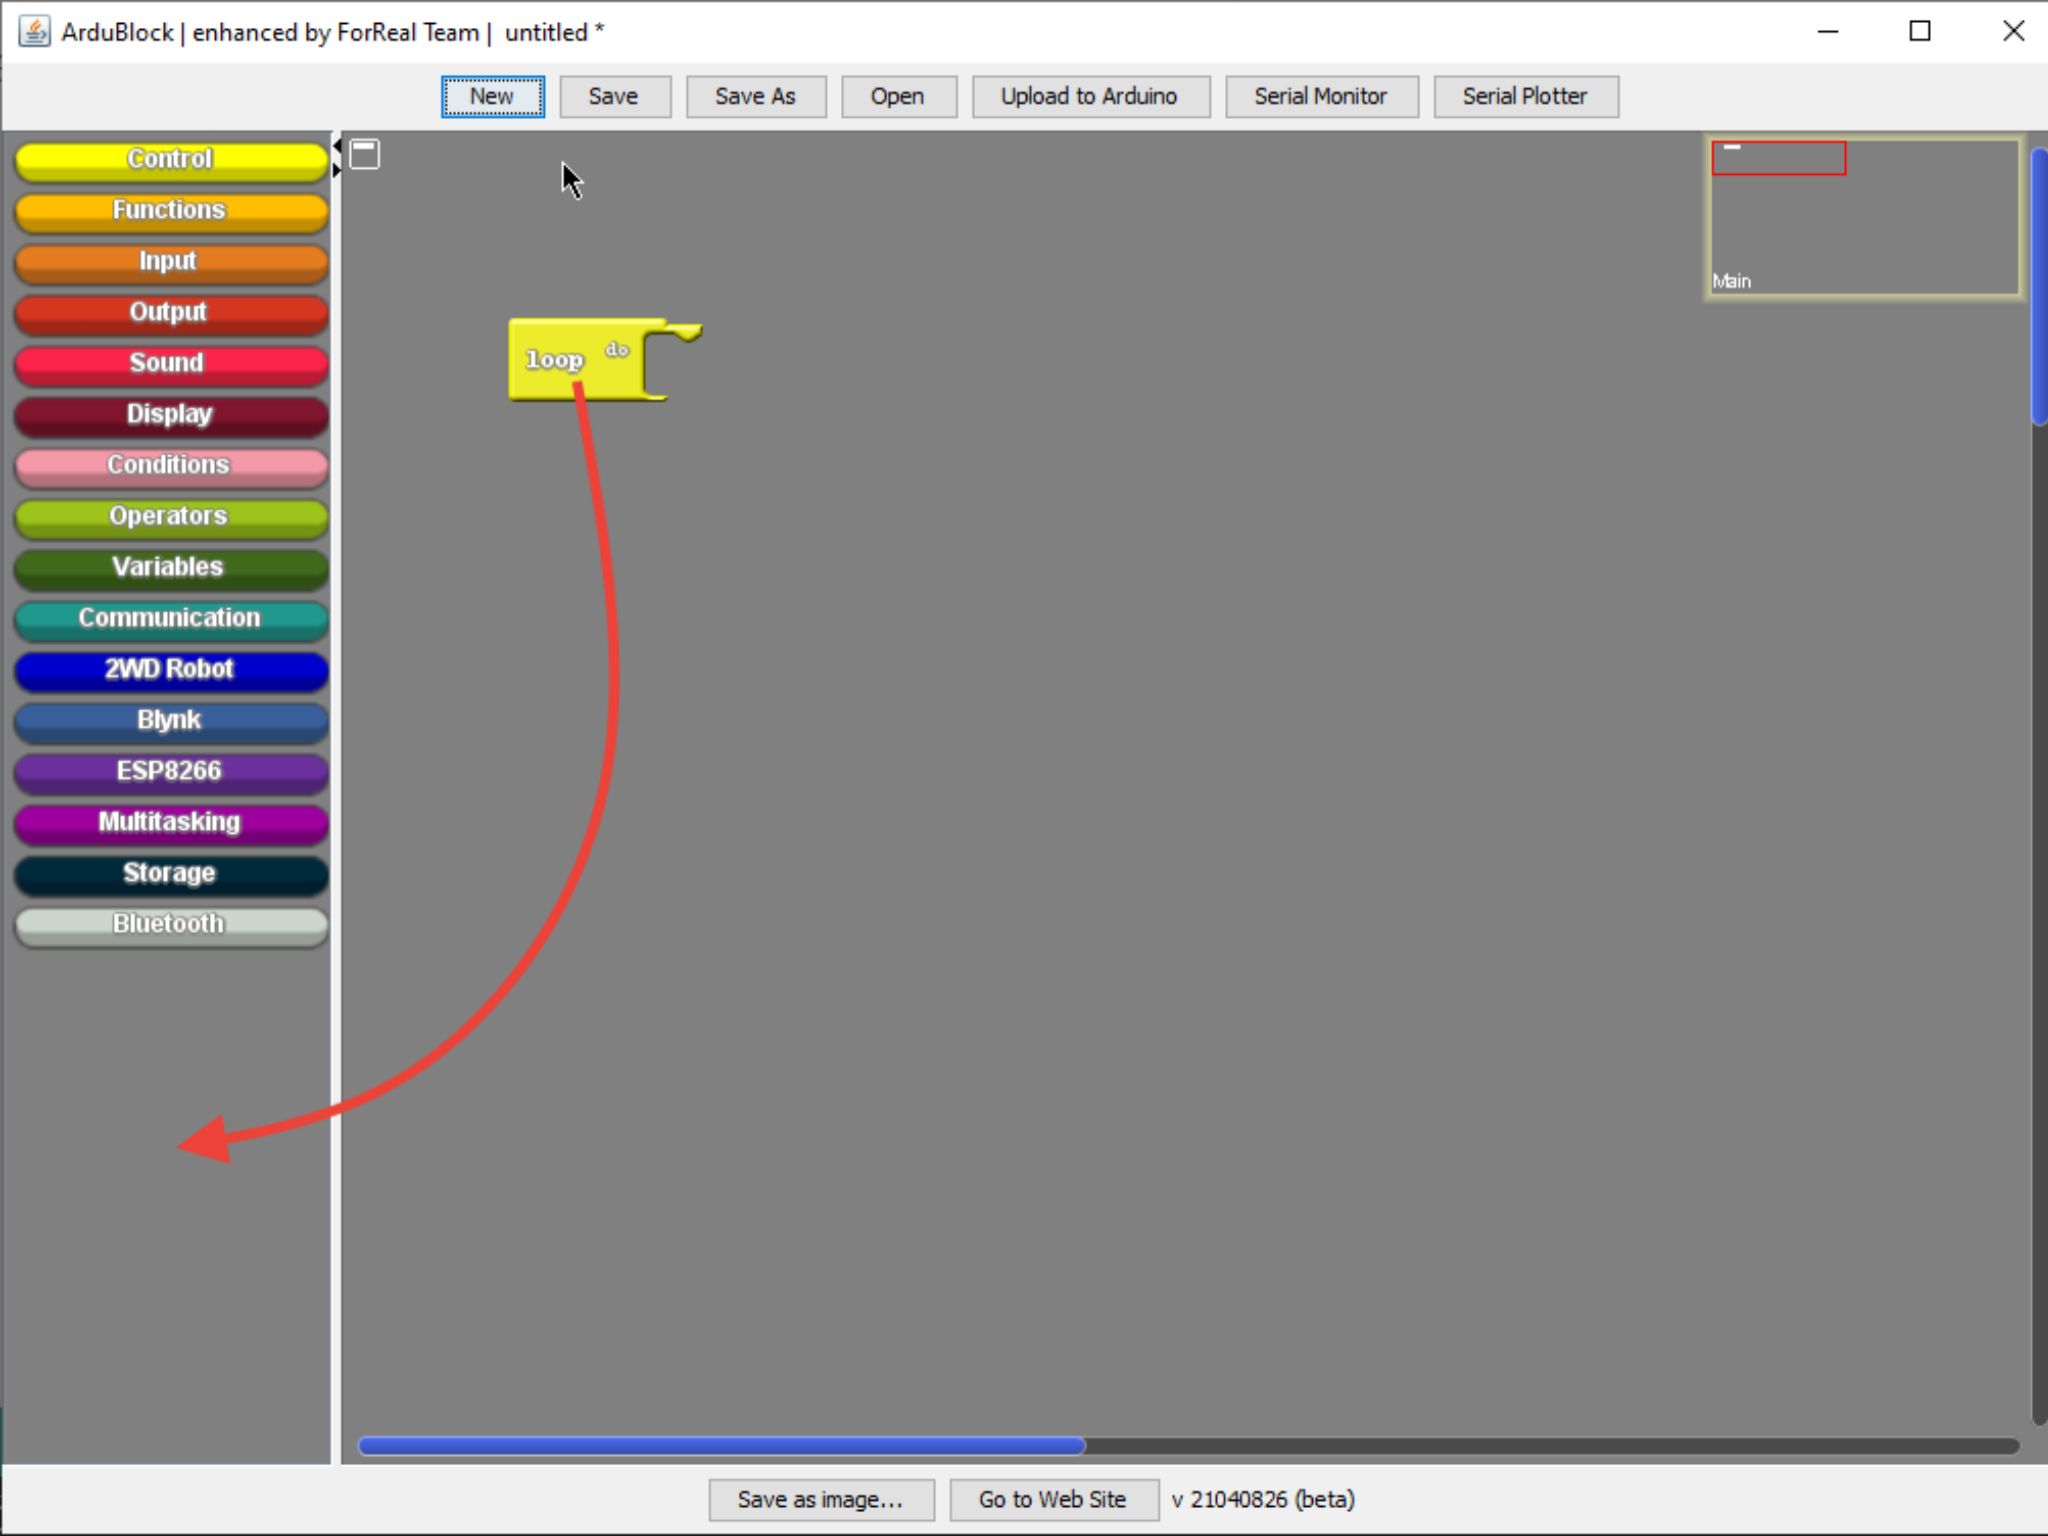 ArduBlock | enhanced by ForReal Team | untitled *
New Save Save As Open Upload to Arduino Serial Monitor Serial Plotter
Control
Functions
Input
Output
Sound
Display
Conditions
Operators
Variables
Communication
2WD Robot
Blynk
ESP8266
Multitasking
Storage
Bluetooth
loop do
Main
Save as image... Go to Web Site v 21040826 (beta)